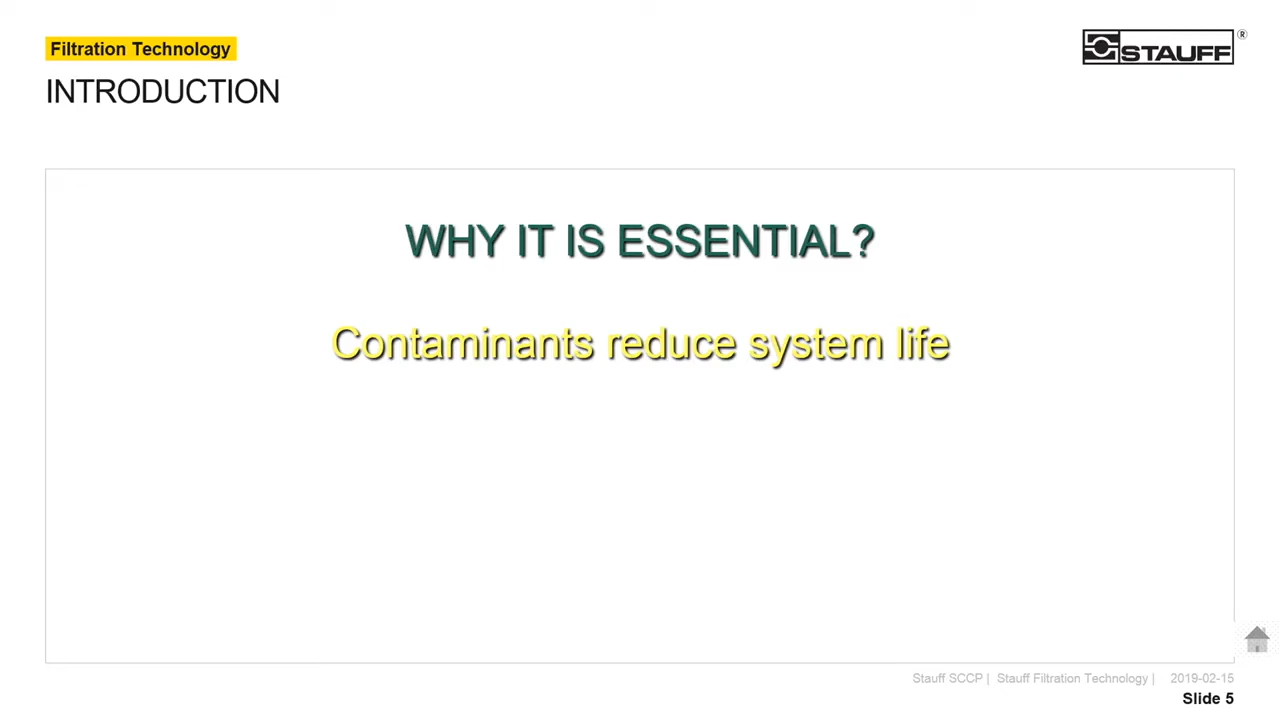 Filtration Technology
STAUFF ®
INTRODUCTION
WHY IT IS ESSENTIAL?
Contaminants reduce system life
Stauff SCCP | Stauff Filtration Technology | 2019-02-15
Slide 5